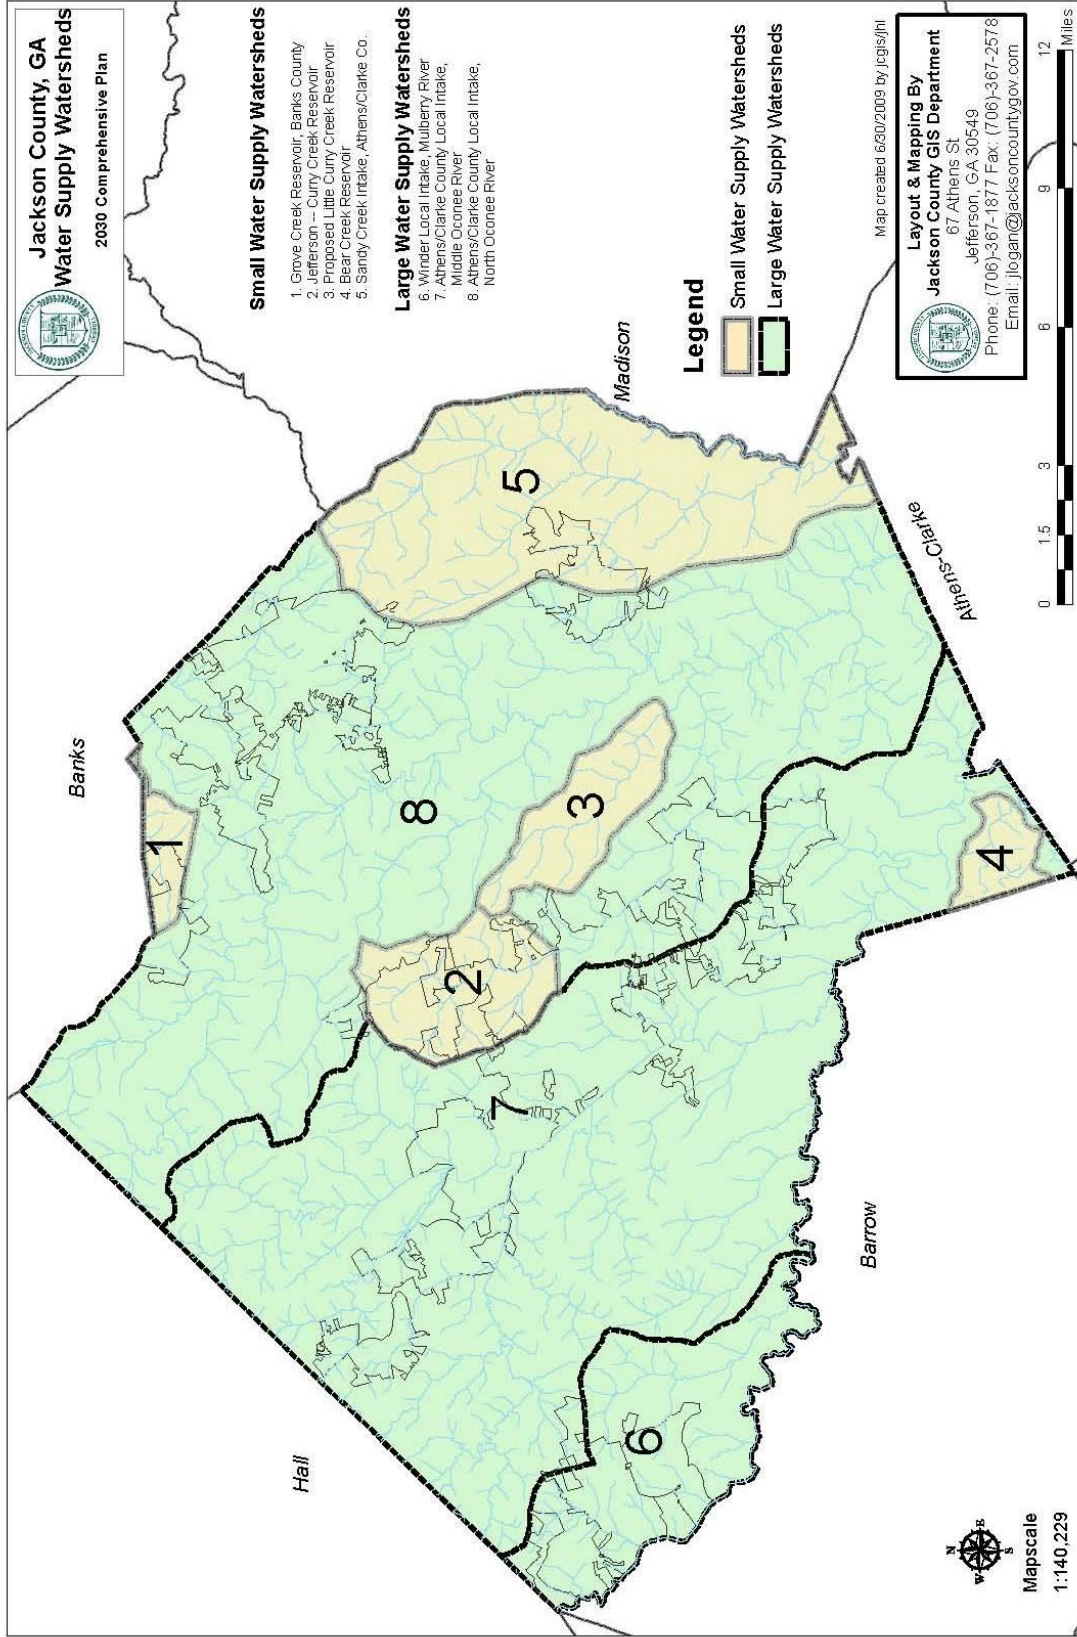 Jackson County, GA
Water Supply Watersheds
2030 Comprehensive Plan
Small Water Supply Watersheds
1. Grove Creek Reservoir, Banks County
2. Jefferson -- Curry Creek Reservoir
3. Proposed Little Curry Creek Reservoir
4. Bear Creek Reservoir
5. Sandy Creek Intake, Athens/Clarke Co.
Large Water Supply Watersheds
6. Winder Local Intake, Mulberry River
7. Athens/Clarke County Local Intake,
Middle Oconee River
8. Athens/Clarke County Local Intake,
North Oconee River
Legend
Small Water Supply Watersheds
Large Water Supply Watersheds
Map created 6/30/2009 by jcgis/jhl
Layout & Mapping By
Jackson County GIS Department
67 Athens St
Jefferson, GA 30549
Phone: (706)-367-1877 Fax: (706)-367-2578
Email: jlogan@jacksoncountygov.com
0 1.5 3 6 9 12
Miles
Banks
Hall
Madison
Barrow
Athens-Clarke
1
2
3
4
5
6
7
8
N
W E
S
Mapscale
1:140,229